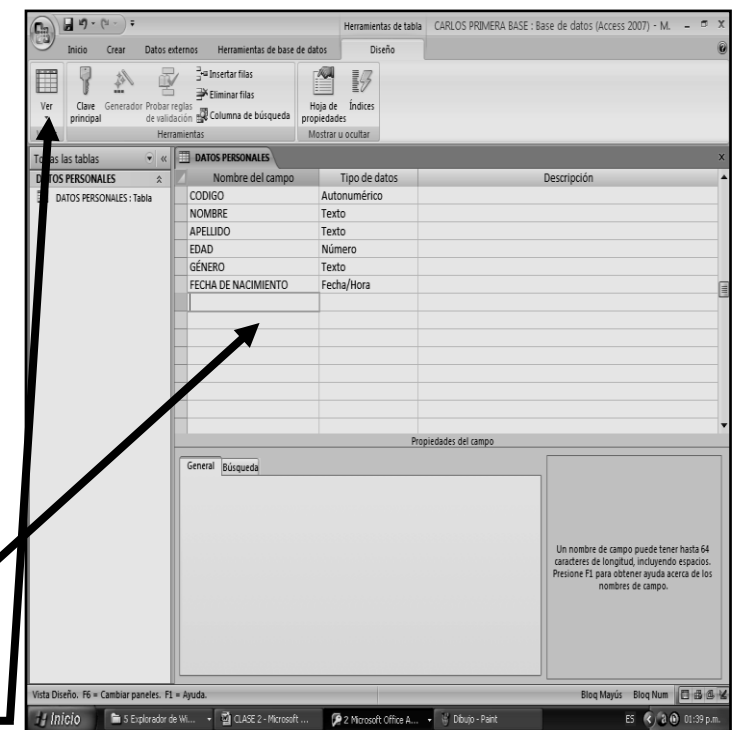 Herramientas de tabla CARLOS PRIMERA BASE : Base de datos (Access 2007) - M.
Inicio Crear Datos externos Herramientas de base de datos Diseño
Ver
Clave principal
Generador
Probar reglas de validación
Insertar filas
Eliminar filas
Columna de búsqueda
Hoja de propiedades
Índices
Herramientas
Mostrar u ocultar
las tablas
DATOS PERSONALES
DATOS PERSONALES : Tabla
DATOS PERSONALES
Nombre del campo Tipo de datos Descripción
CODIGO Autonumérico
NOMBRE Texto
APELLIDO Texto
EDAD Número
GÉNERO Texto
FECHA DE NACIMIENTO Fecha/Hora
Propiedades del campo
General Búsqueda
Un nombre de campo puede tener hasta 64
caracteres de longitud, incluyendo espacios.
Presione F1 para obtener ayuda acerca de los
nombres de campo.
Vista Diseño. F6 = Cambiar paneles. F1 = Ayuda. Bloq Mayús Bloq Num
Inicio 5 Explorador de Wi... CLASE 2 - Microsoft ... 2 Microsoft Office A... Dibujo - Paint ES 01:39 p.m.